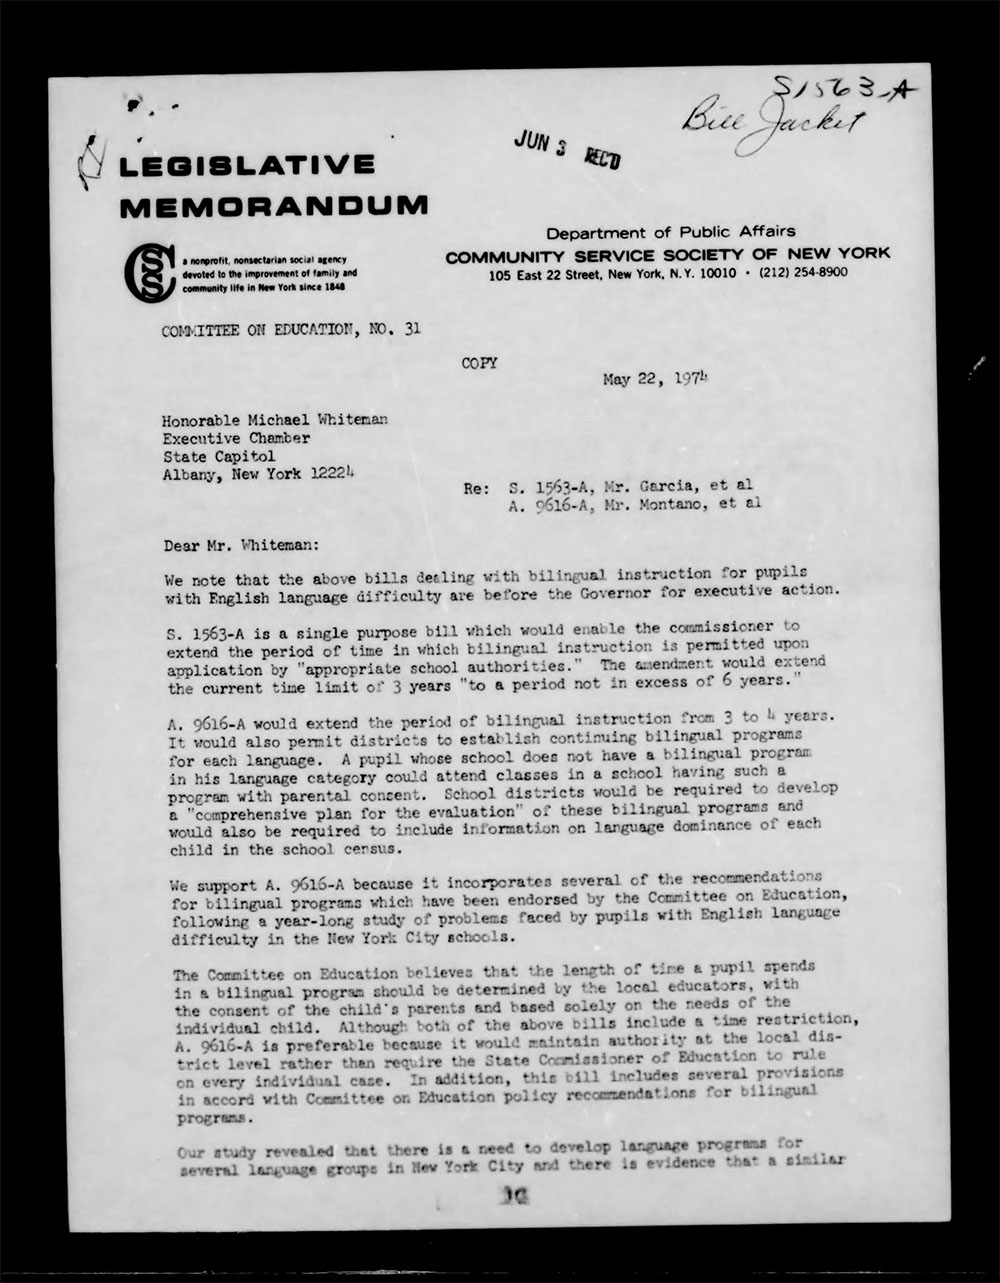 S1563-A
Bill Jacket
JUN 3 REC'D
LEGISLATIVE
MEMORANDUM
CSS
a nonprofit, nonsectarian social agency
devoted to the improvement of family and
community life in New York since 1848
Department of Public Affairs
COMMUNITY SERVICE SOCIETY OF NEW YORK
105 East 22 Street, New York, N.Y. 10010 • (212) 254-8900
COMMITTEE ON EDUCATION, NO. 31
COPY
May 22, 1974
Honorable Michael Whiteman
Executive Chamber
State Capitol
Albany, New York 12224
Re: S. 1563-A, Mr. Garcia, et al
A. 9616-A, Mr. Montano, et al
Dear Mr. Whiteman:
We note that the above bills dealing with bilingual instruction for pupils
with English language difficulty are before the Governor for executive action.
S. 1563-A is a single purpose bill which would enable the commissioner to
extend the period of time in which bilingual instruction is permitted upon
application by "appropriate school authorities." The amendment would extend
the current time limit of 3 years "to a period not in excess of 6 years."
A. 9616-A would extend the period of bilingual instruction from 3 to 4 years.
It would also permit districts to establish continuing bilingual programs
for each language. A pupil whose school does not have a bilingual program
in his language category could attend classes in a school having such a
program with parental consent. School districts would be required to develop
a "comprehensive plan for the evaluation" of these bilingual programs and
would also be required to include information on language dominance of each
child in the school census.
We support A. 9616-A because it incorporates several of the recommendations
for bilingual programs which have been endorsed by the Committee on Education,
following a year-long study of problems faced by pupils with English language
difficulty in the New York City schools.
The Committee on Education believes that the length of time a pupil spends
in a bilingual program should be determined by the local educators, with
the consent of the child's parents and based solely on the needs of the
individual child. Although both of the above bills include a time restriction,
A. 9616-A is preferable because it would maintain authority at the local dis-
trict level rather than require the State Commissioner of Education to rule
on every individual case. In addition, this bill includes several provisions
in accord with Committee on Education policy recommendations for bilingual
programs.
Our study revealed that there is a need to develop language programs for
several language groups in New York City and there is evidence that a similar